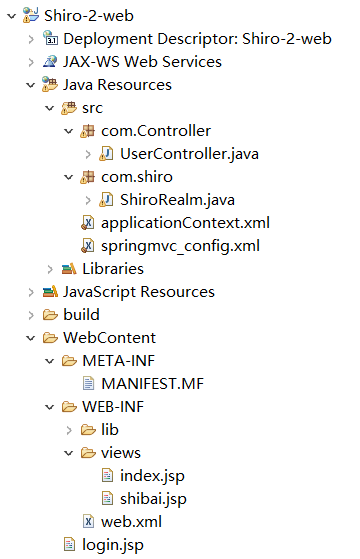 Shiro-2-web
Deployment Descriptor: Shiro-2-web
JAX-WS Web Services
Java Resources
src
com.Controller
UserController.java
com.shiro
ShiroRealm.java
applicationContext.xml
springmvc_config.xml
Libraries
JavaScript Resources
build
WebContent
META-INF
MANIFEST.MF
WEB-INF
lib
views
index.jsp
shibai.jsp
web.xml
login.jsp